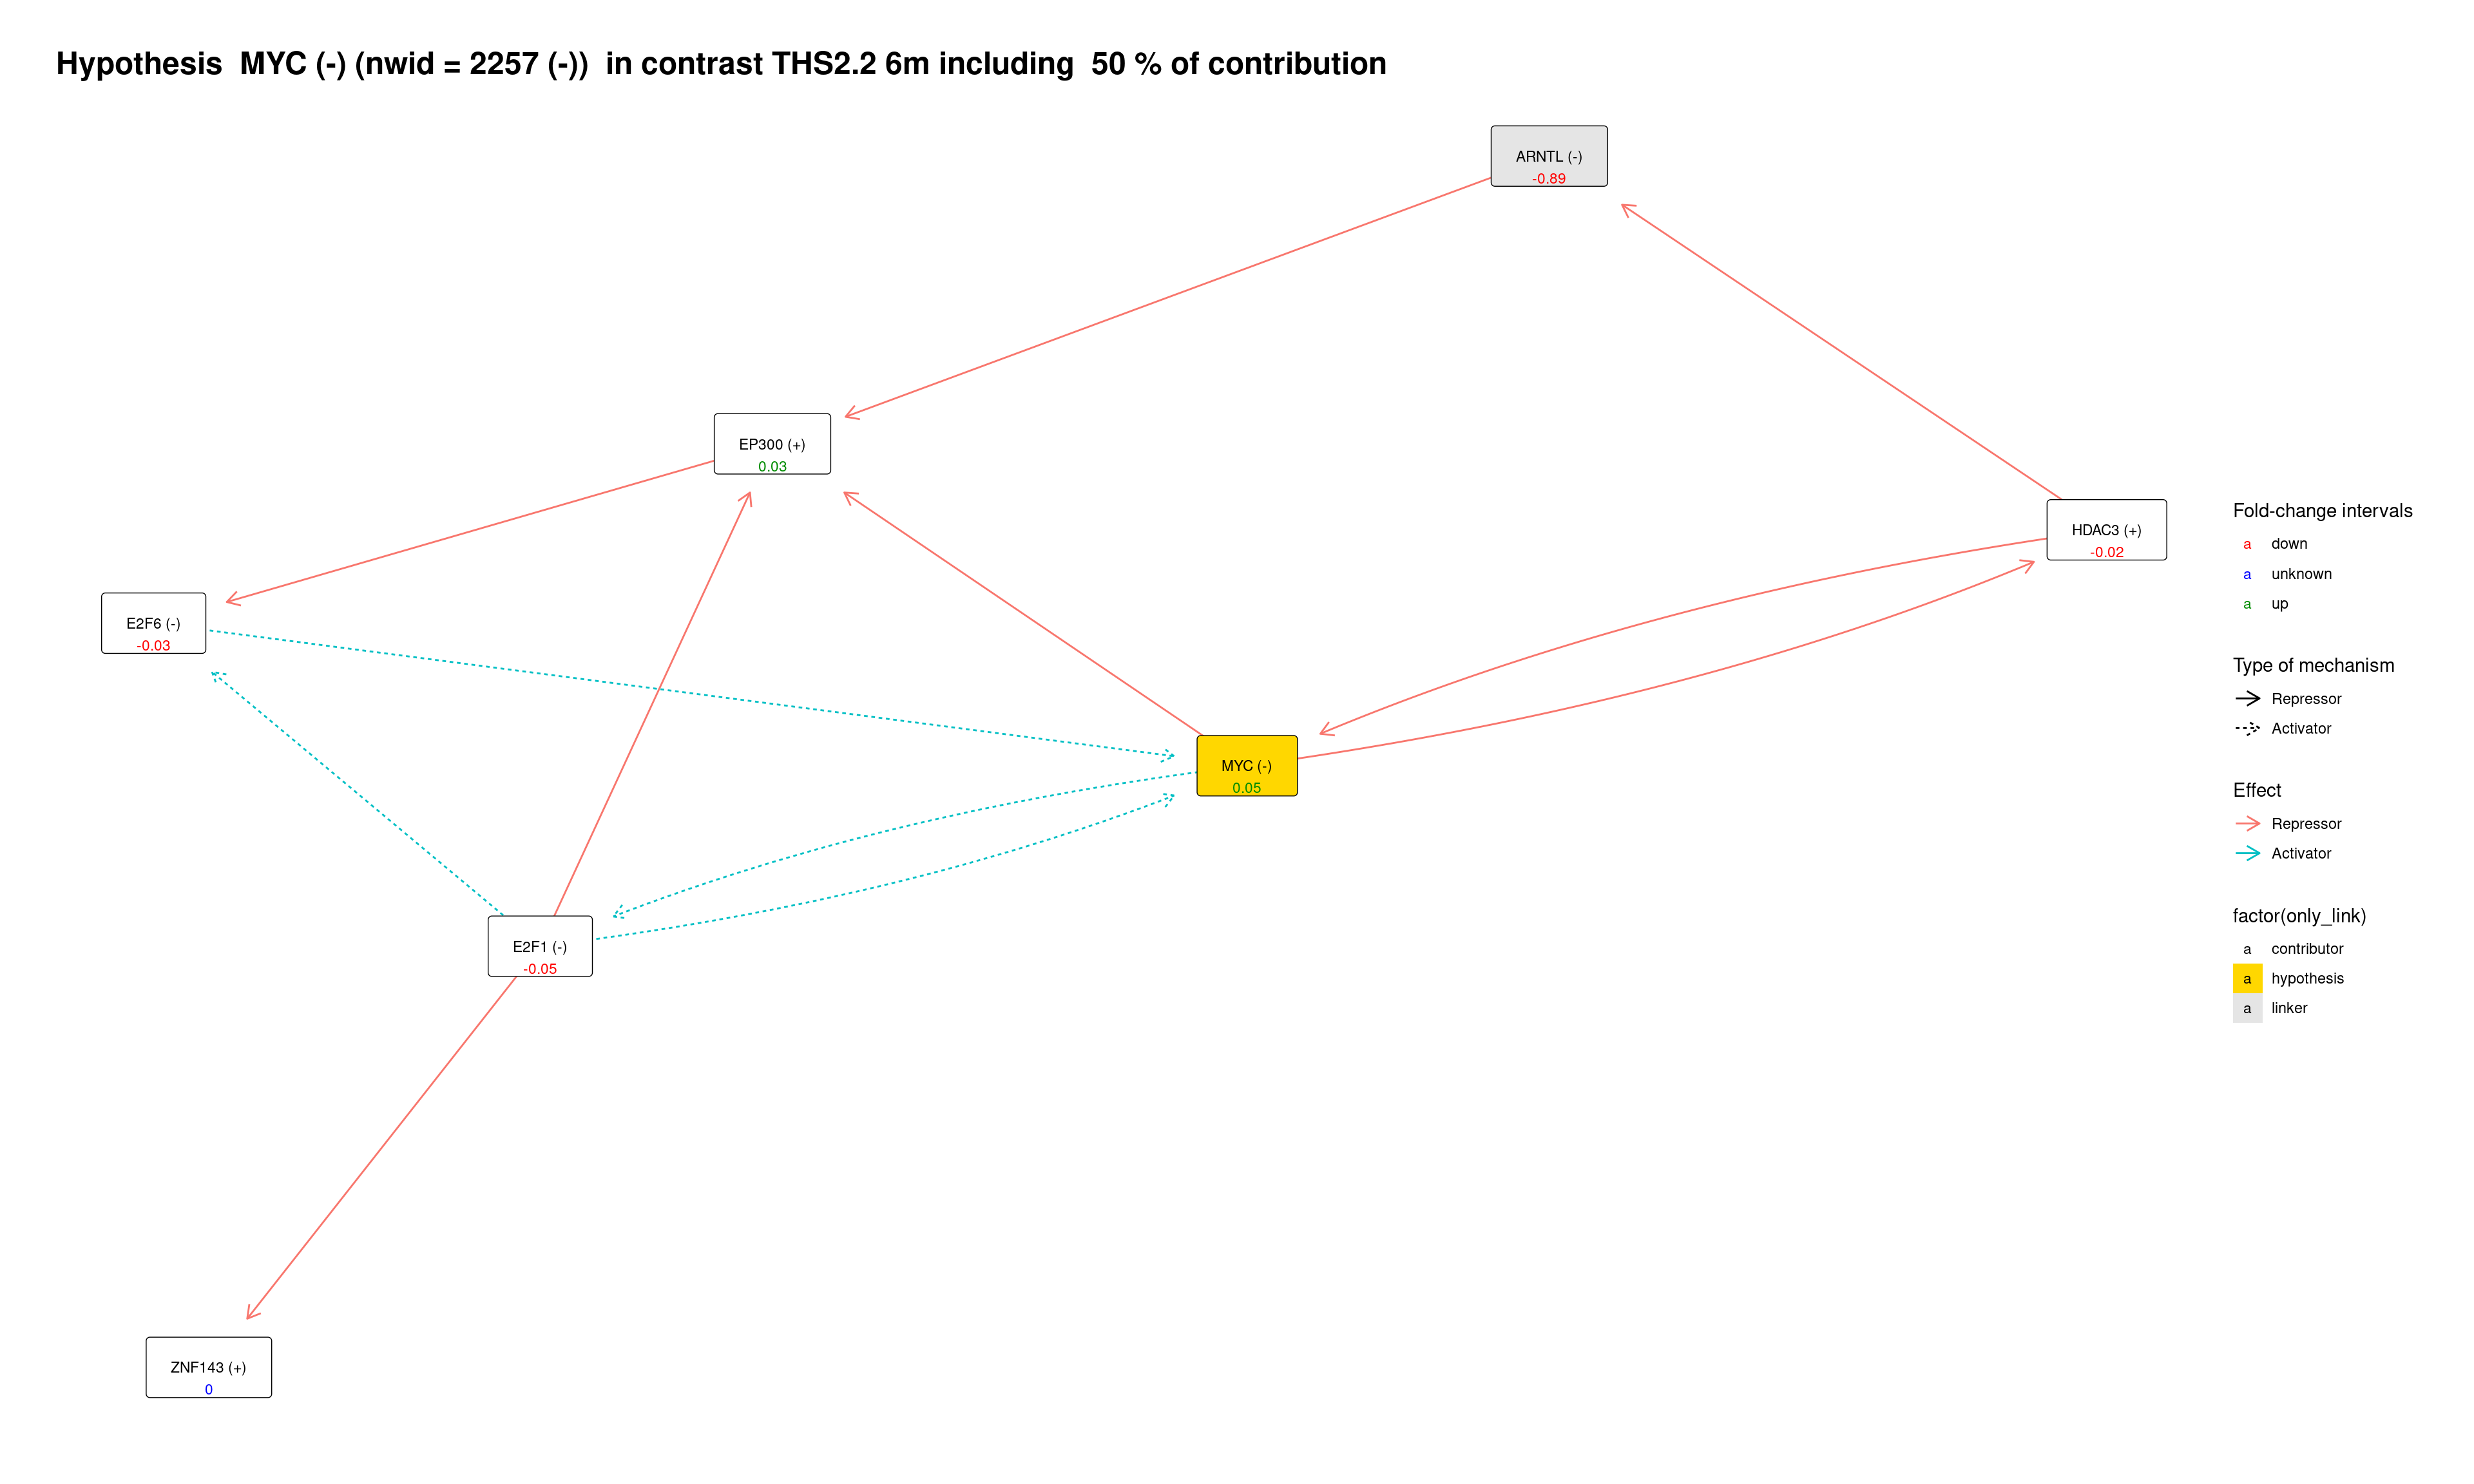 Hypothesis  MYC (-) (nwid = 2257 (-))  in contrast THS2.2 6m including  50 % of contribution
ARNTL (-)
-0.89
EP300 (+)
0.03
HDAC3 (+)
-0.02
E2F6 (-)
-0.03
MYC (-)
0.05
E2F1 (-)
-0.05
ZNF143 (+)
0
Fold-change intervals
a down
a unknown
a up
Type of mechanism
Repressor
Activator
Effect
Repressor
Activator
factor(only_link)
a contributor
a hypothesis
a linker